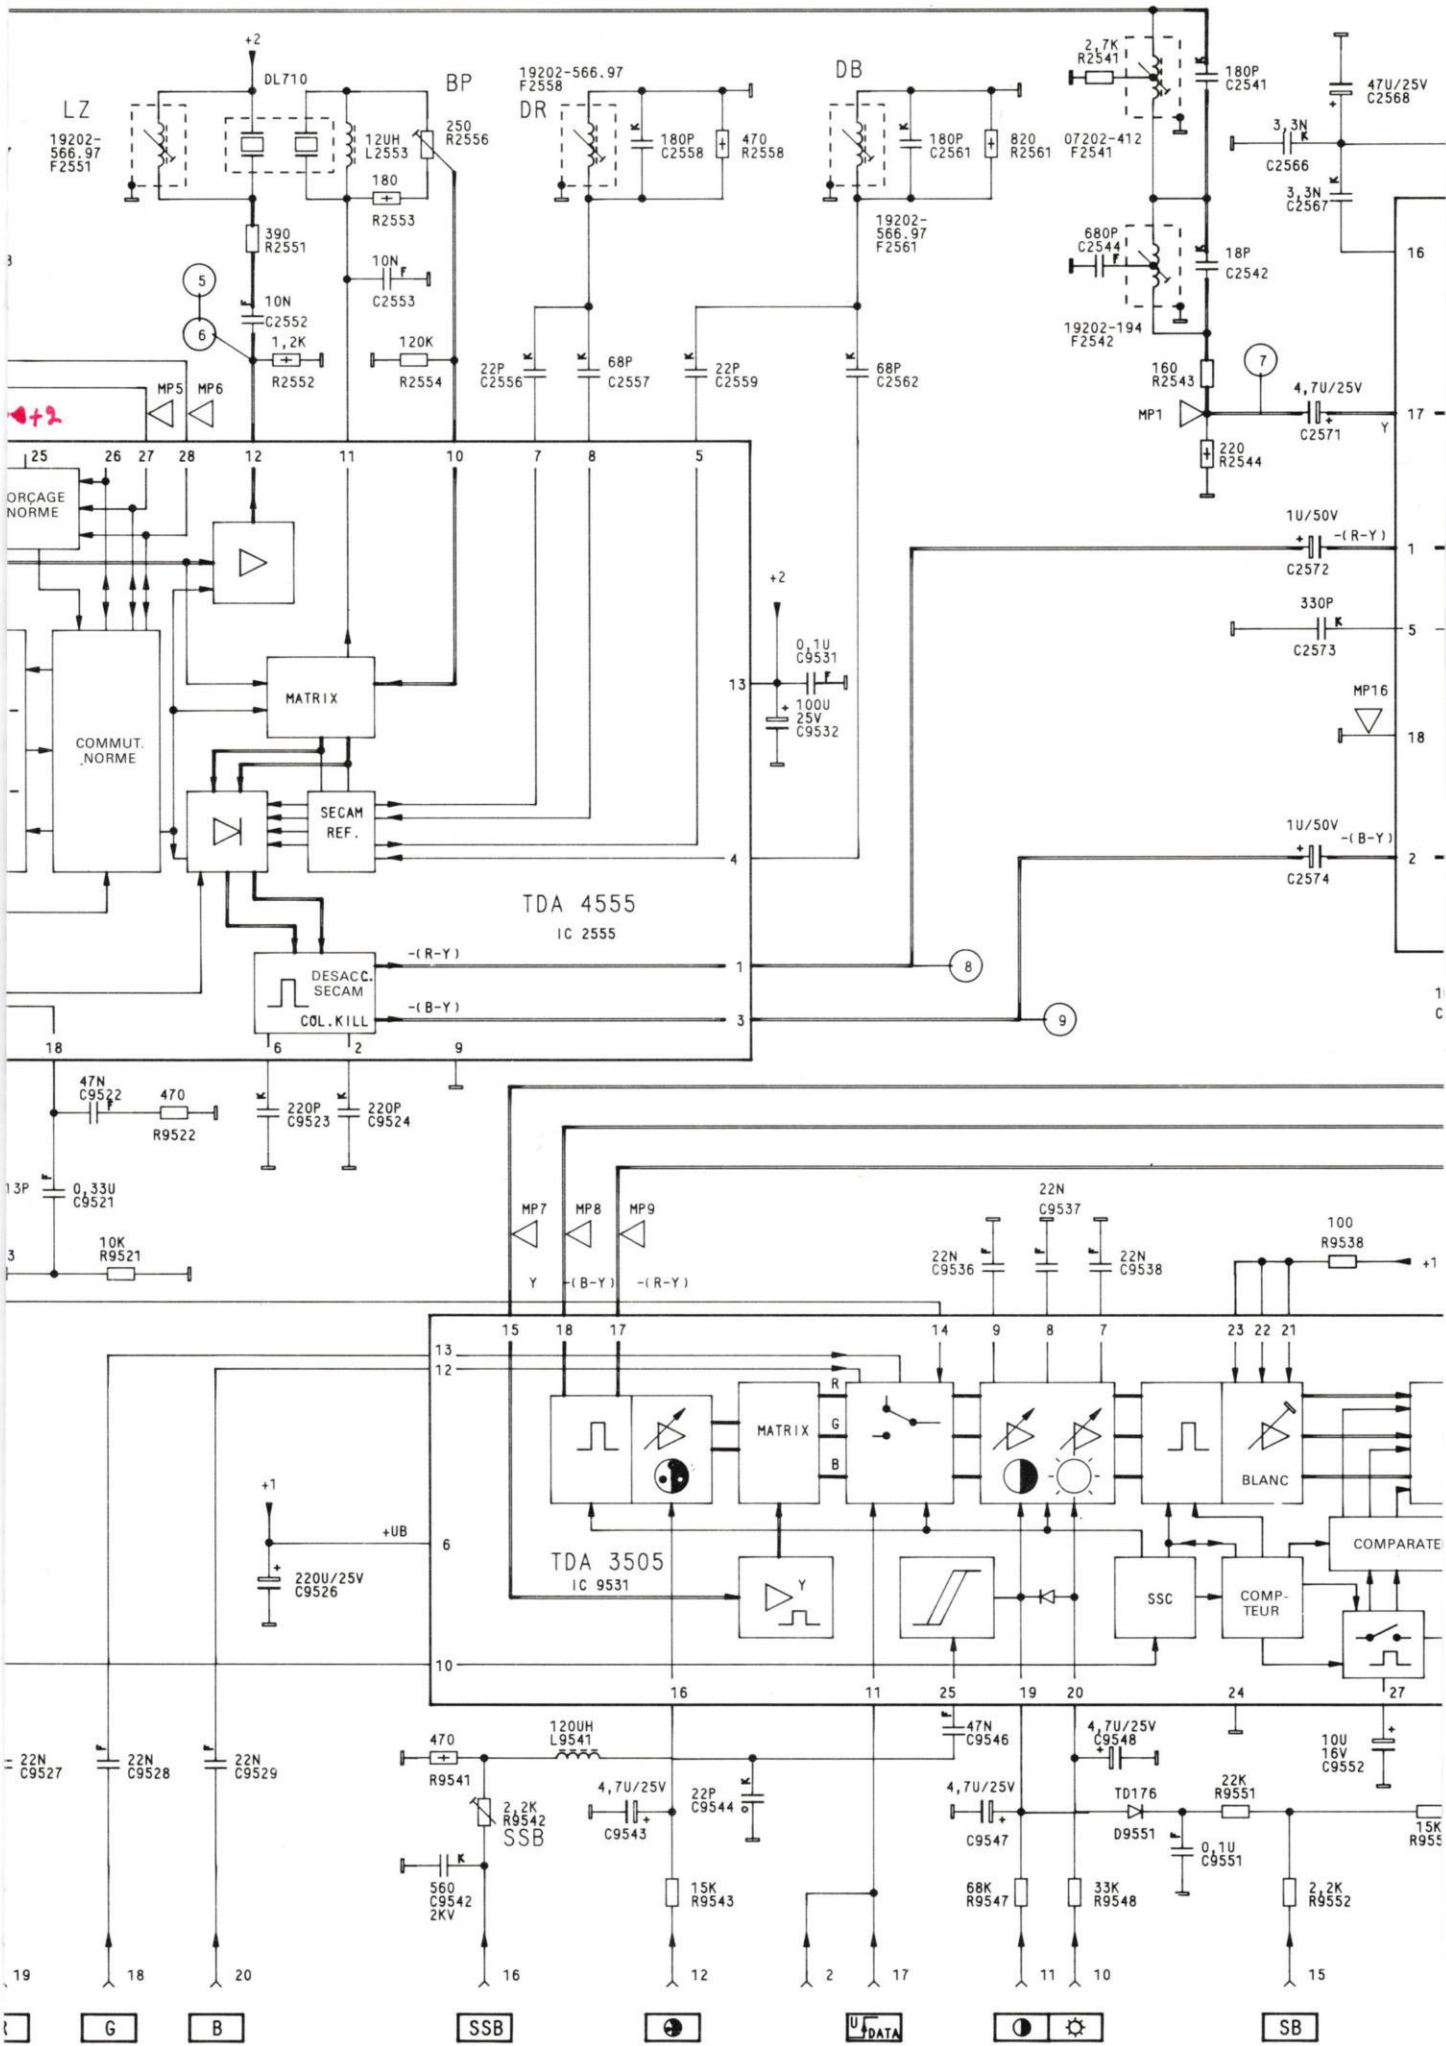 +2
DL710
BP
LZ
19202-
566.97
F2551
12UH
L2553
250
R2556
180
R2553
390
R2551
10N
C2553
10N
C2552
5
6
1,2K
R2552
120K
R2554
19202-566.97
F2558
DR
180P
C2558
470
R2558
DB
180P
C2561
820
R2561
19202-
566.97
F2561
2,7K
R2541
180P
C2541
07202-412
F2541
680P
C2544
18P
C2542
19202-194
F2542
47U/25V
C2568
3,3N
C2566
3,3N
C2567
16
22P
C2556
68P
C2557
22P
C2559
68P
C2562
160
R2543
7
MP1
4,7U/25V
C2571
17
Y
220
R2544
MP5
MP6
+2
25
26
27
28
12
11
10
7
8
5
ORÇAGE
NORME
1U/50V
-(R-Y)
C2572
1
330P
C2573
5
MP16
18
+2
0,1U
C9531
13
100U
25V
C9532
MATRIX
COMMUT.
NORME
SECAM
REF.
4
1U/50V
-(B-Y)
C2574
2
TDA 4555
IC 2555
DESACC.
SECAM
COL.KILL
-(R-Y)
1
8
-(B-Y)
3
9
18
6
2
9
47N
C9522
470
R9522
220P
C9523
220P
C9524
13P
0,33U
C9521
10K
R9521
3
MP7
MP8
MP9
Y
-(B-Y)
-(R-Y)
22N
C9537
22N
C9536
22N
C9538
100
R9538
+1
15
18
17
14
9
8
7
23
22
21
13
12
R
G
B
MATRIX
BLANC
+1
+UB
6
220U/25V
C9526
TDA 3505
IC 9531
Y
SSC
COMP-
TEUR
COMPARATE
10
16
11
25
19
20
24
27
22N
C9527
22N
C9528
22N
C9529
470
R9541
120UH
L9541
2,2K
R9542
SSB
560
C9542
2KV
4,7U/25V
C9543
22P
C9544
15K
R9543
47N
C9546
4,7U/25V
C9547
4,7U/25V
C9548
TD176
D9551
22K
R9551
0,1U
C9551
10U
16V
C9552
15K
R955
68K
R9547
33K
R9548
2,2K
R9552
19
18
20
16
12
2
17
11
10
15
G
B
SSB
U
DATA
SB